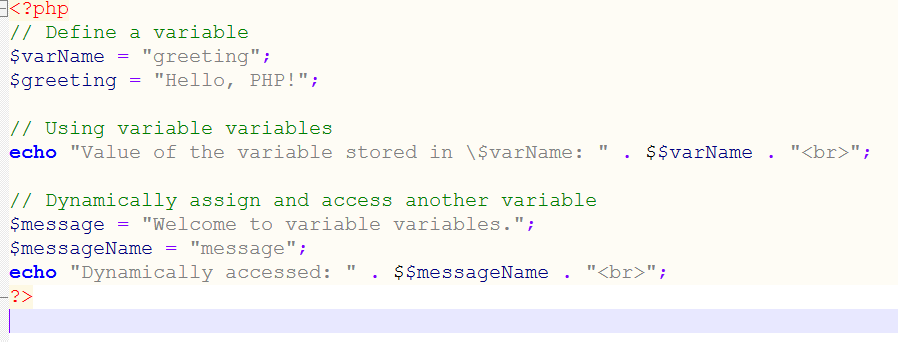 <?php
// Define a variable
$varName = "greeting";
$greeting = "Hello, PHP!";
// Using variable variables
echo "Value of the variable stored in \$varName: " . $$varName . "<br>";
// Dynamically assign and access another variable
$message = "Welcome to variable variables.";
$messageName = "message";
echo "Dynamically accessed: " . $$messageName . "<br>";
?>